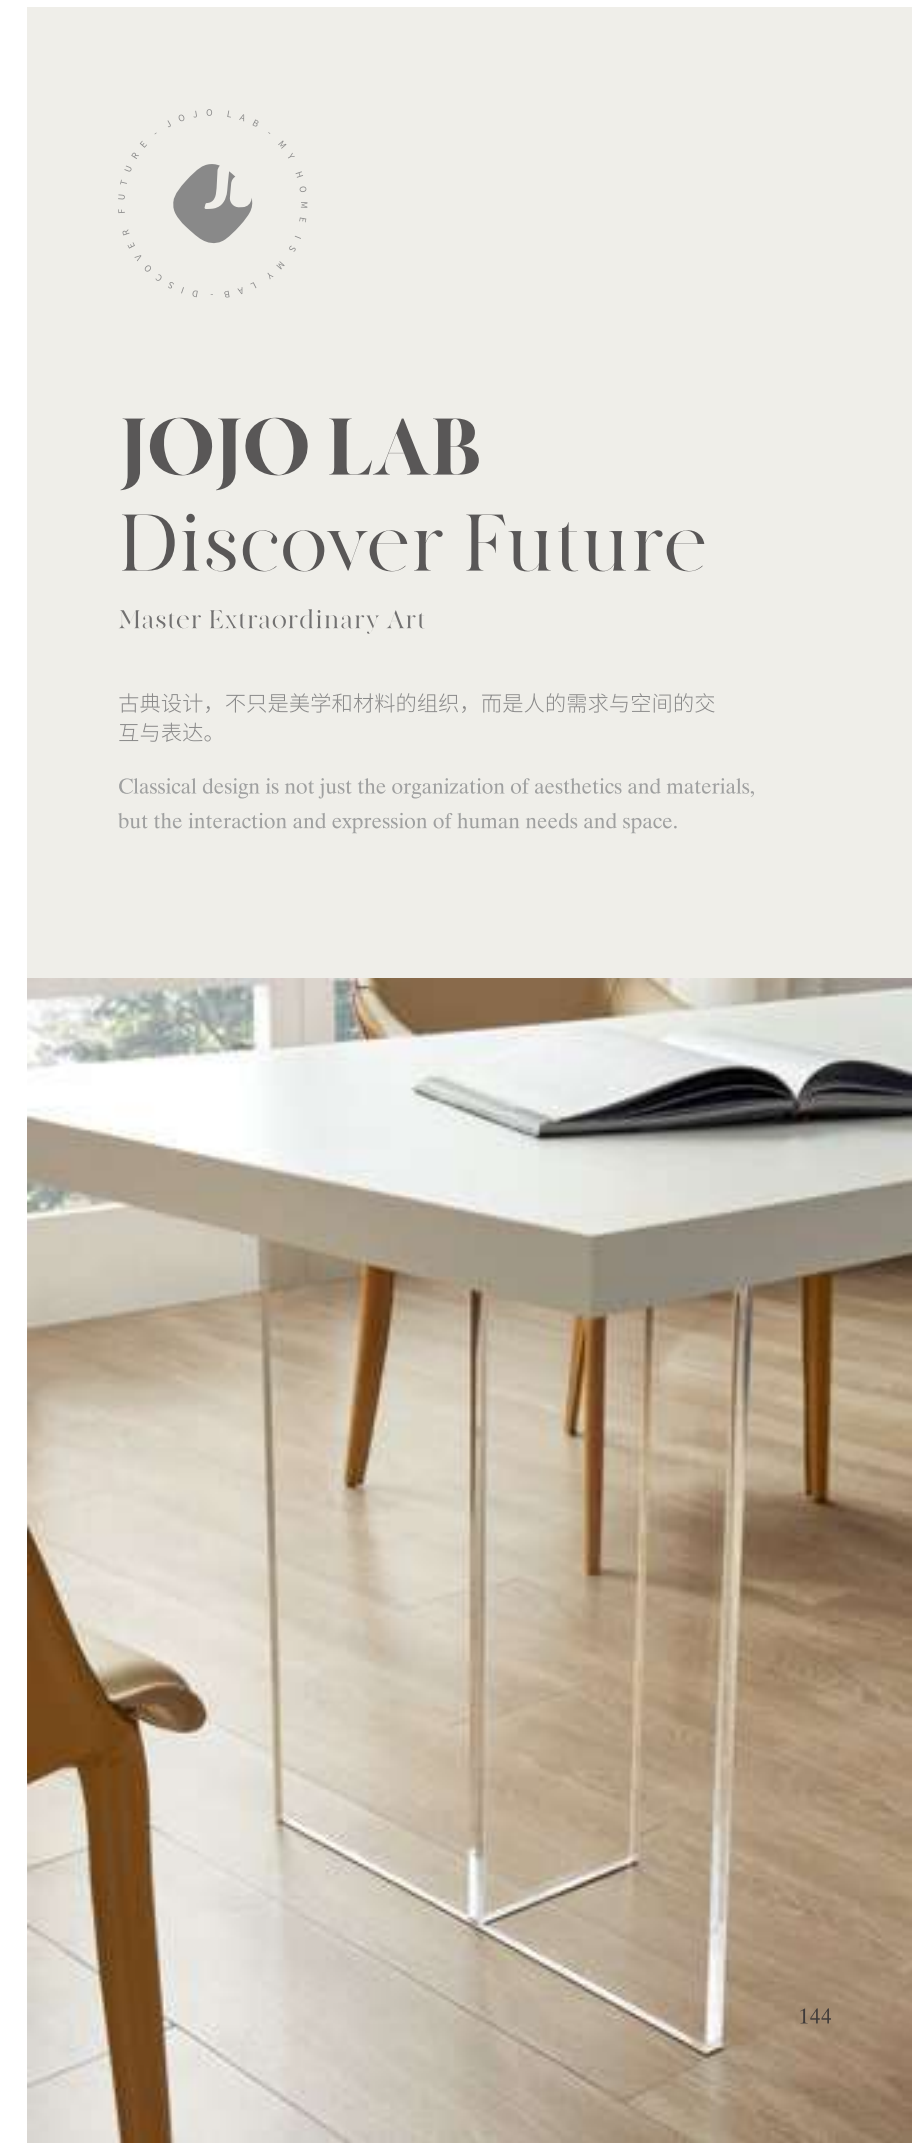 JOJO LAB - MY HOME IS MY LAB - DISCOVER FUTURE -
JL
JOJO LAB
Discover Future
Master Extraordinary Art
古典设计，不只是美学和材料的组织，而是人的需求与空间的交
互与表达。
Classical design is not just the organization of aesthetics and materials,
but the interaction and expression of human needs and space.
144